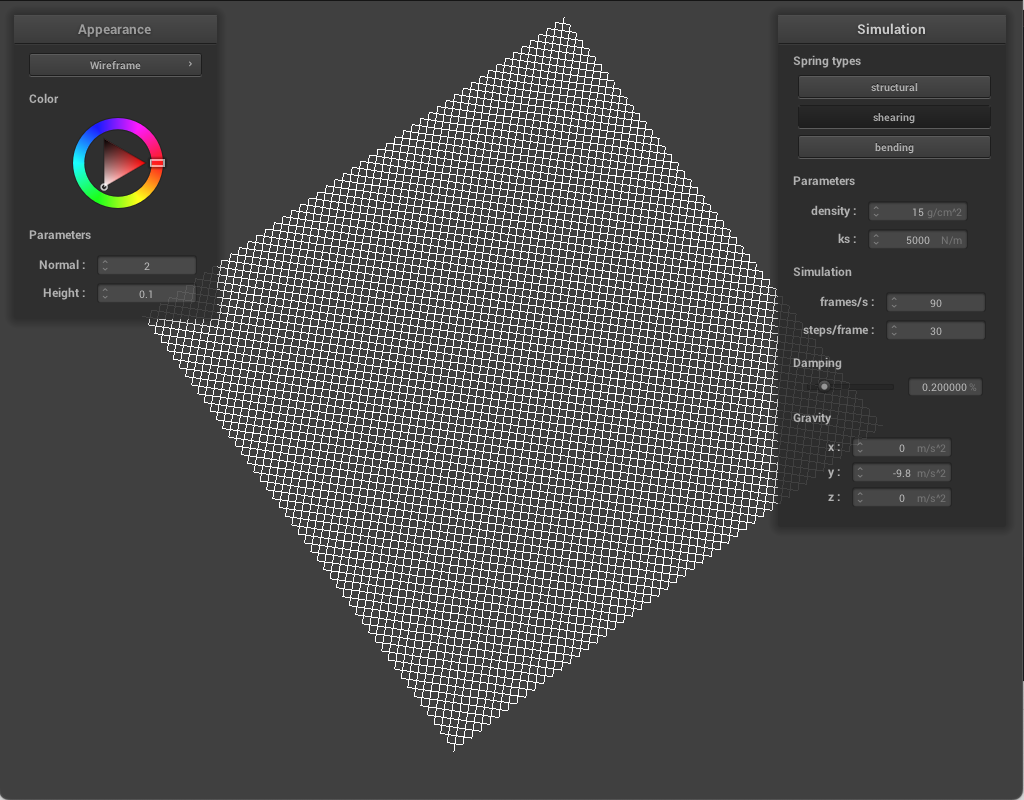 Appearance
Wireframe
Color
Parameters
Normal : 2
Height : 0.1
Simulation
Spring types
structural
shearing
bending
Parameters
density : 15 g/cm^2
ks : 5000 N/m
Simulation
frames/s : 90
steps/frame : 30
Damping
0.200000 %
Gravity
x : 0 m/s^2
y : -9.8 m/s^2
z : 0 m/s^2